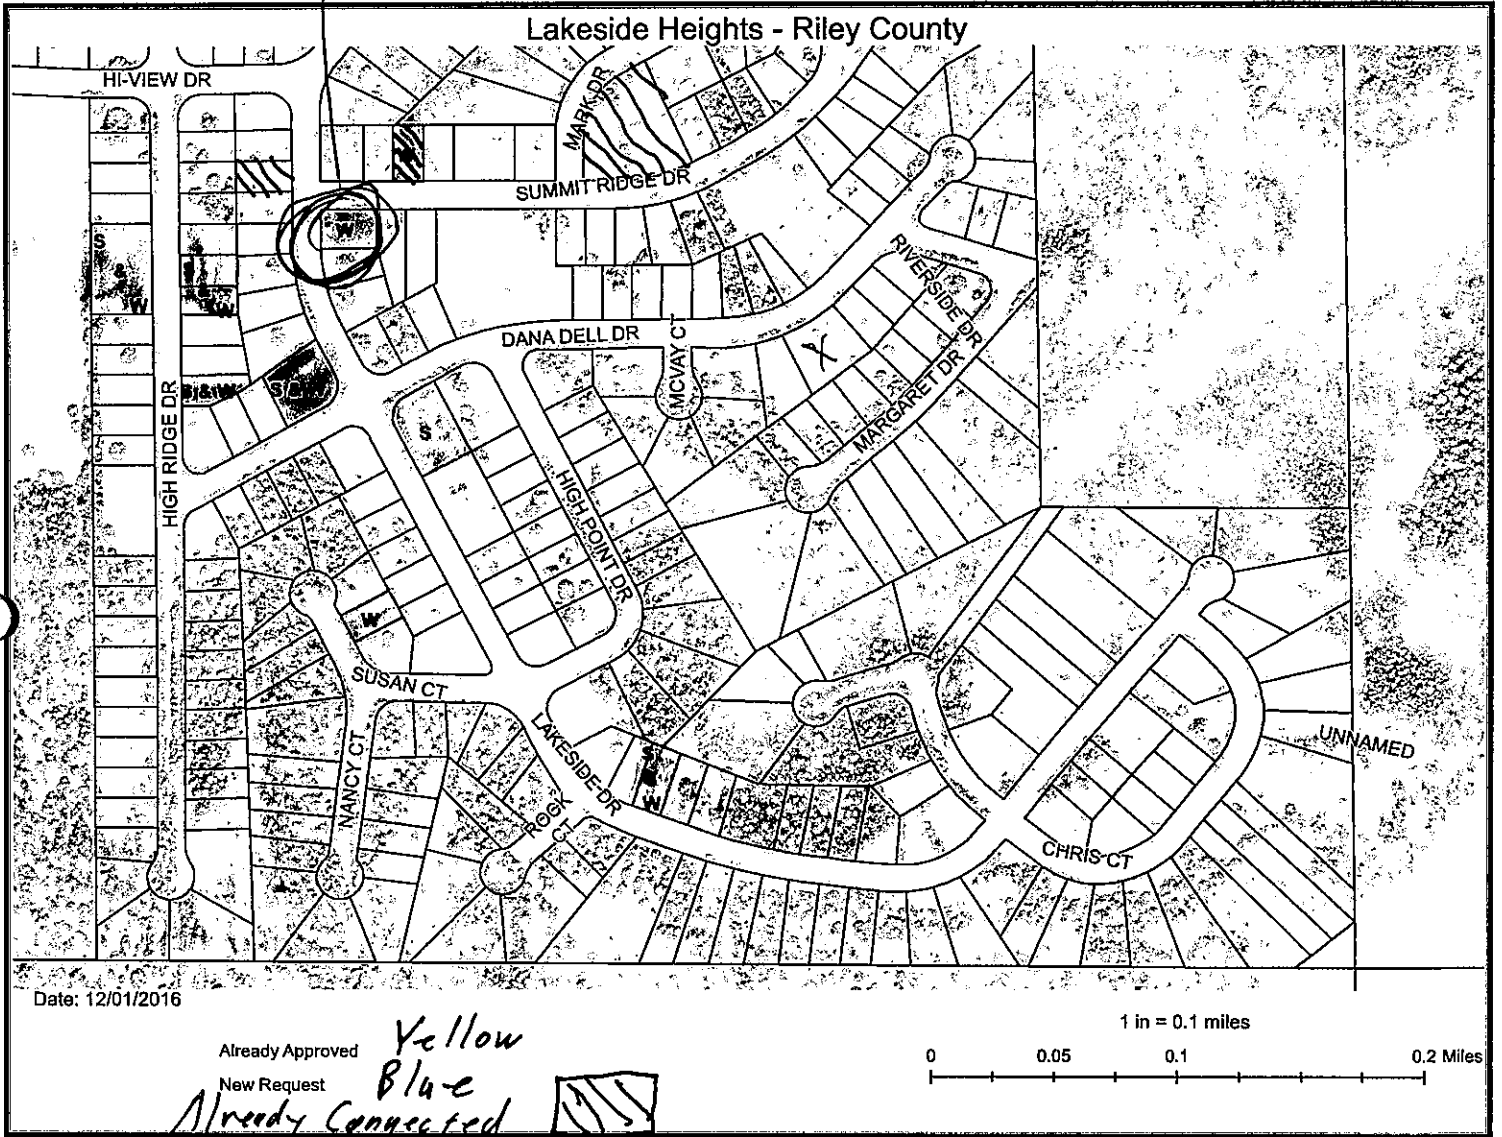 Lakeside Heights - Riley County
HI-VIEW DR
MARK DR
SUMMIT RIDGE DR
W
S
&
W
S
&
W
RIVERSIDE DR
DANA DELL DR
MCVAY CT
S & W
S & W
HIGH RIDGE DR
S
X
MARGARET DR
HIGH POINT DR
W
SUSAN CT
NANCY CT
LAKESIDE DR
ROCK CT
S
&
W
UNNAMED
CHRIS CT
Date: 12/01/2016
1 in = 0.1 miles
Already Approved Yellow
New Request Blue
Already Connected
0 0.05 0.1 0.2 Miles